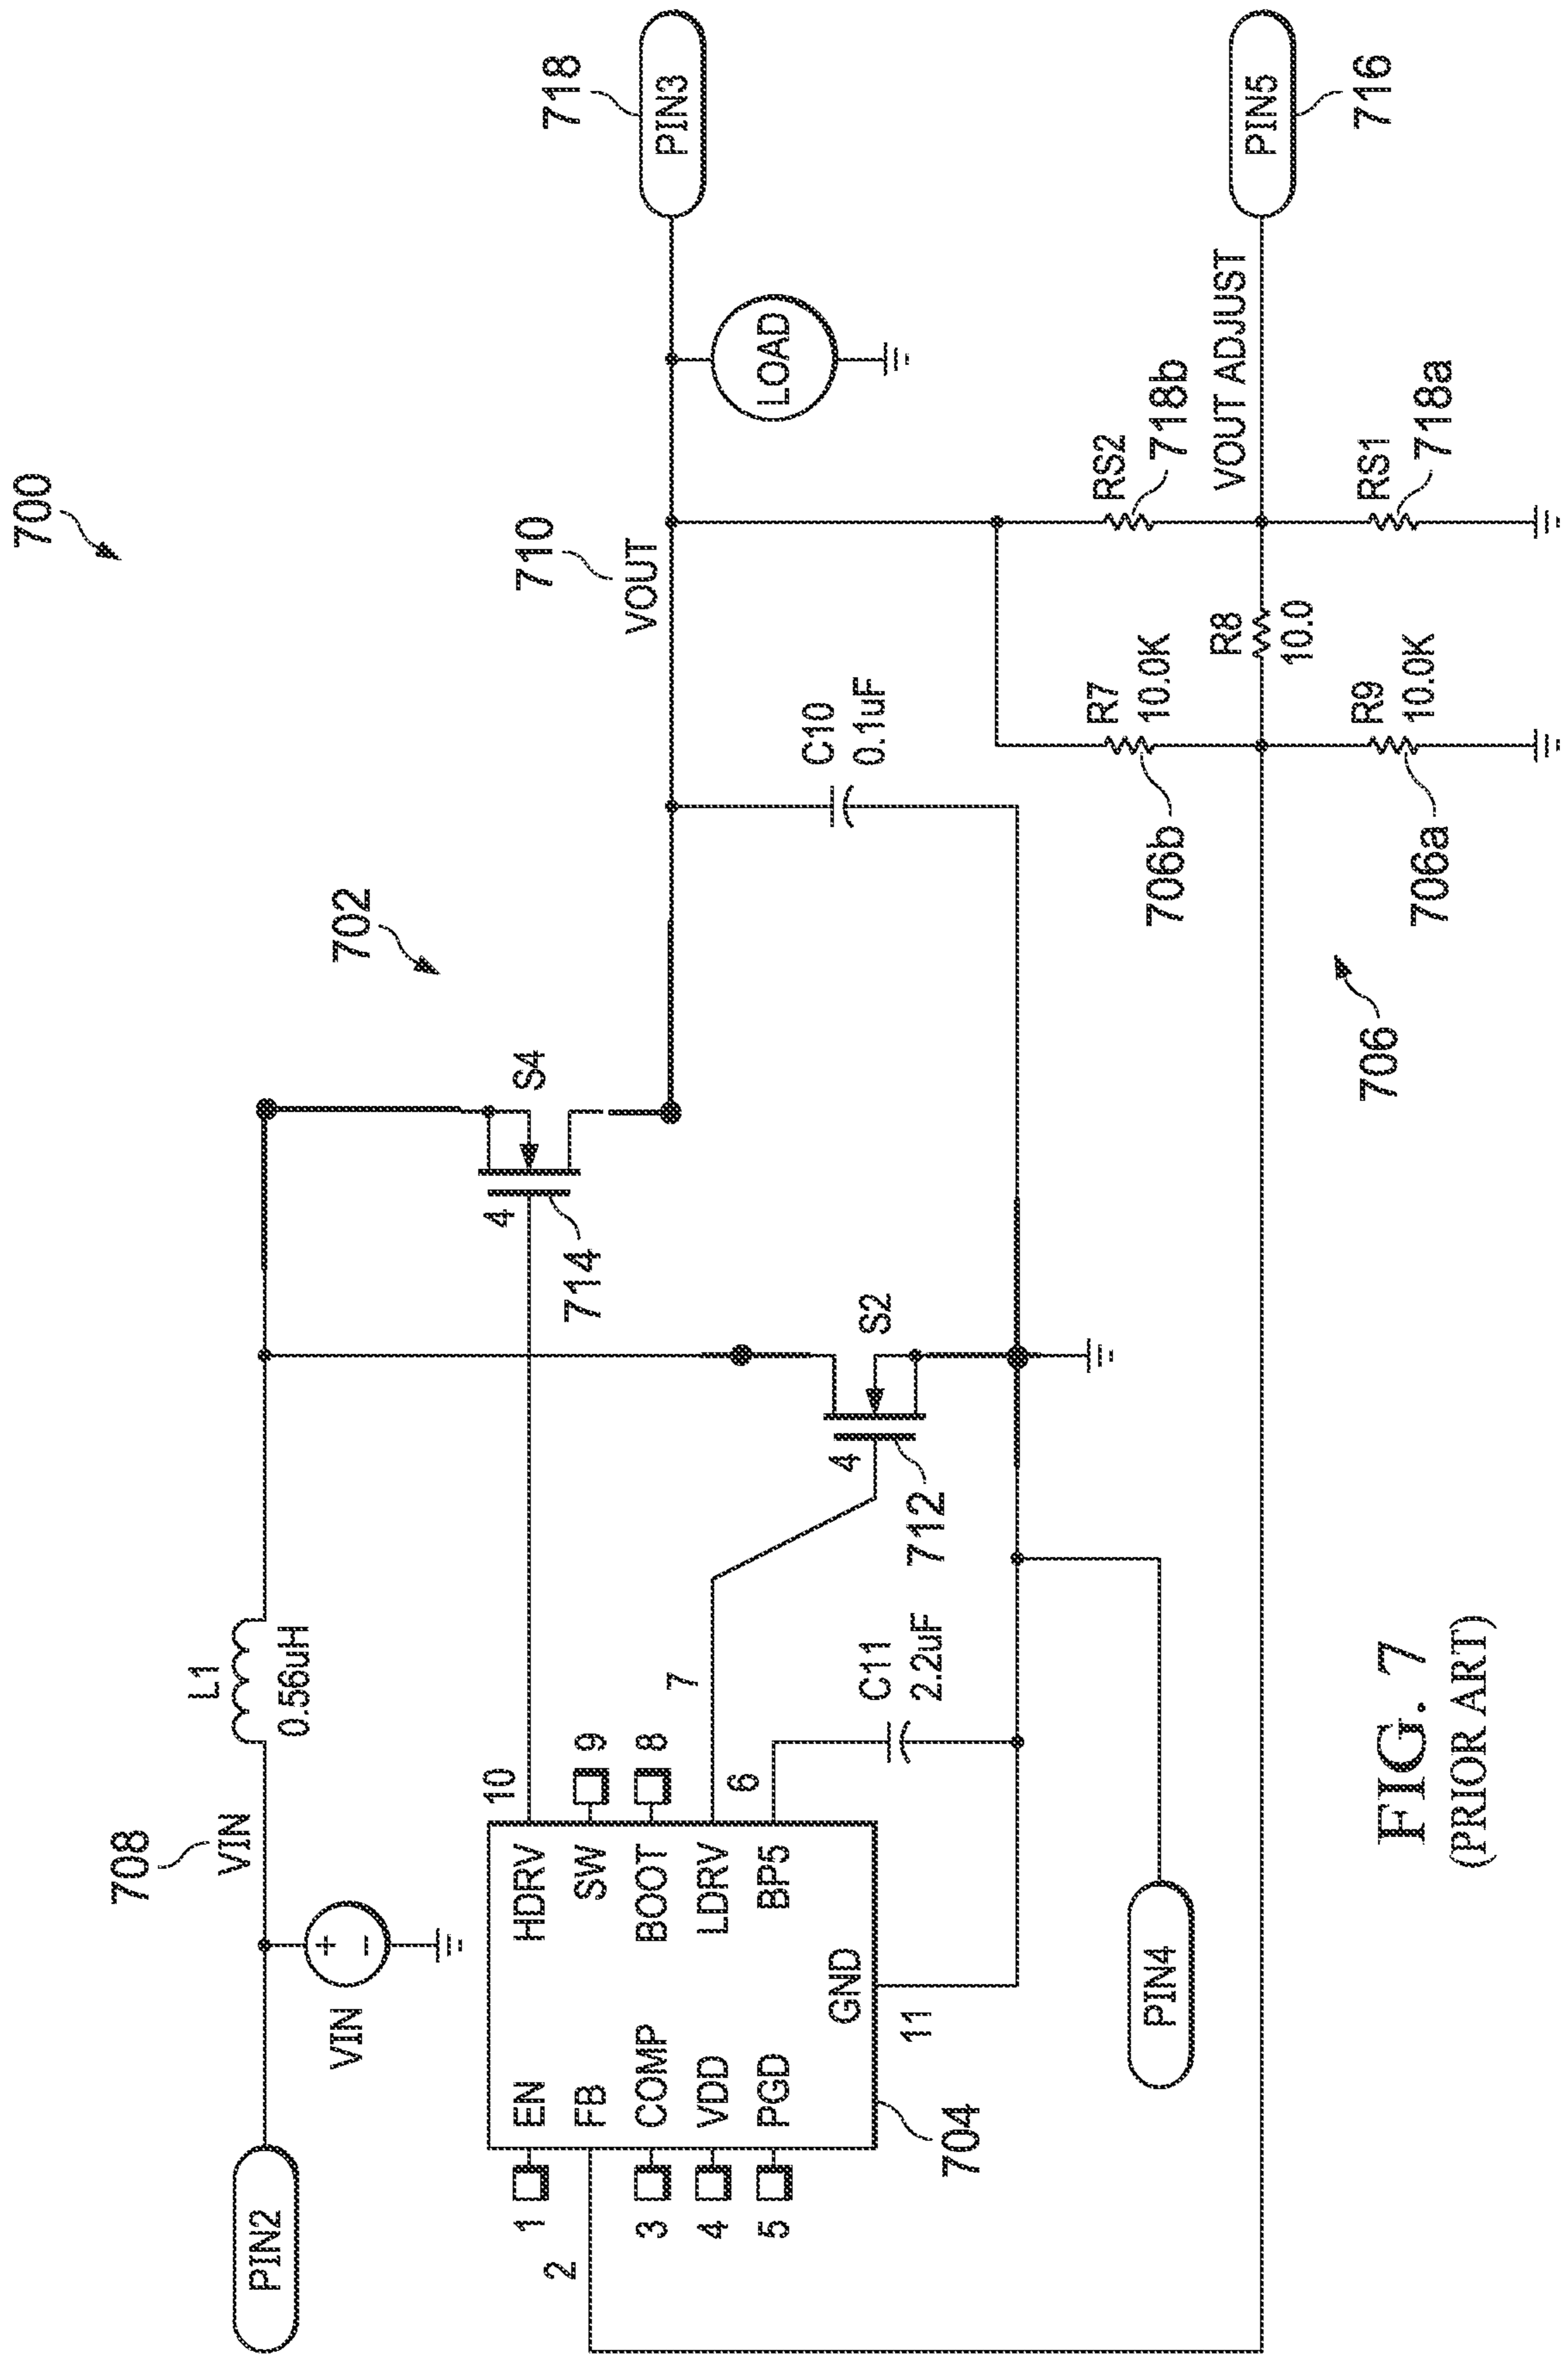 700
PIN2
VIN
708
VIN
L1
0.56uH
702
S4
4
714
710
VOUT
718
PIN3
LOAD
704
EN
FB
COMP
VDD
PGD
GND
HDRV
SW
BOOT
LDRV
BP5
1
2
3
4
5
11
10
9
8
7
6
C11
2.2uF
S2
4
712
C10
0.1uF
PIN4
R7
10.0K
706b
RS2
718b
R8
10.0
VOUT ADJUST
PIN5
716
R9
10.0K
706a
RS1
718a
706
FIG. 7
(PRIOR ART)